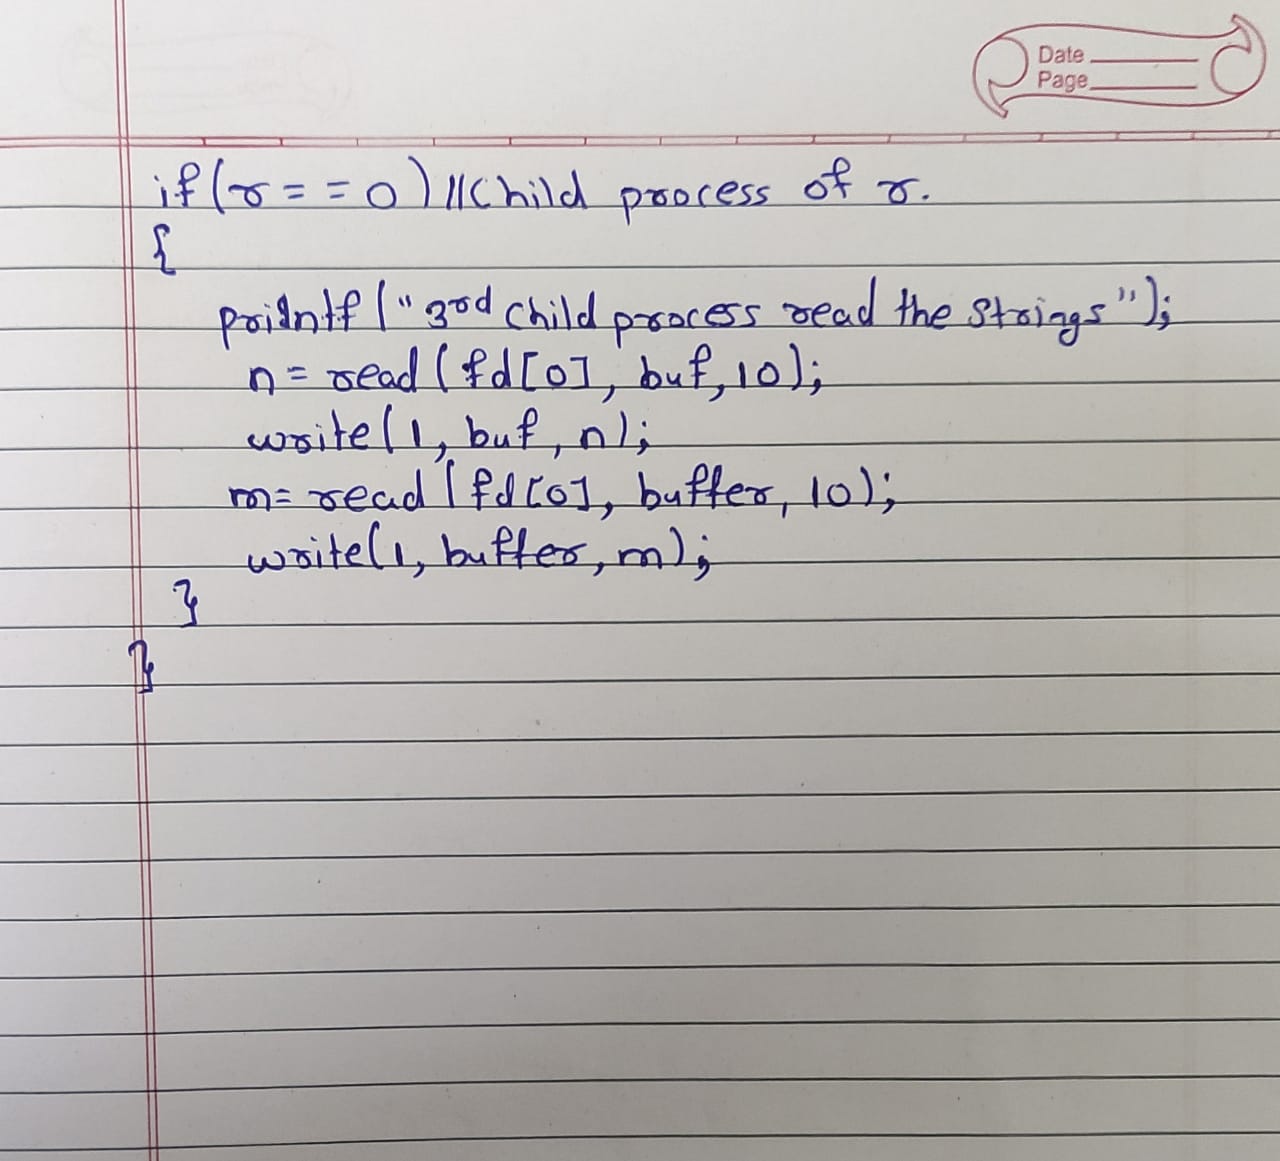 Date
Page
if(r==0)//Child process of r.
{
printf("3rd child process read the strings");
n=read(fd[0], buf,10);
write(1, buf,n);
m=read(fd[0], buffer, 10);
write(1, buffer,m);
}
}